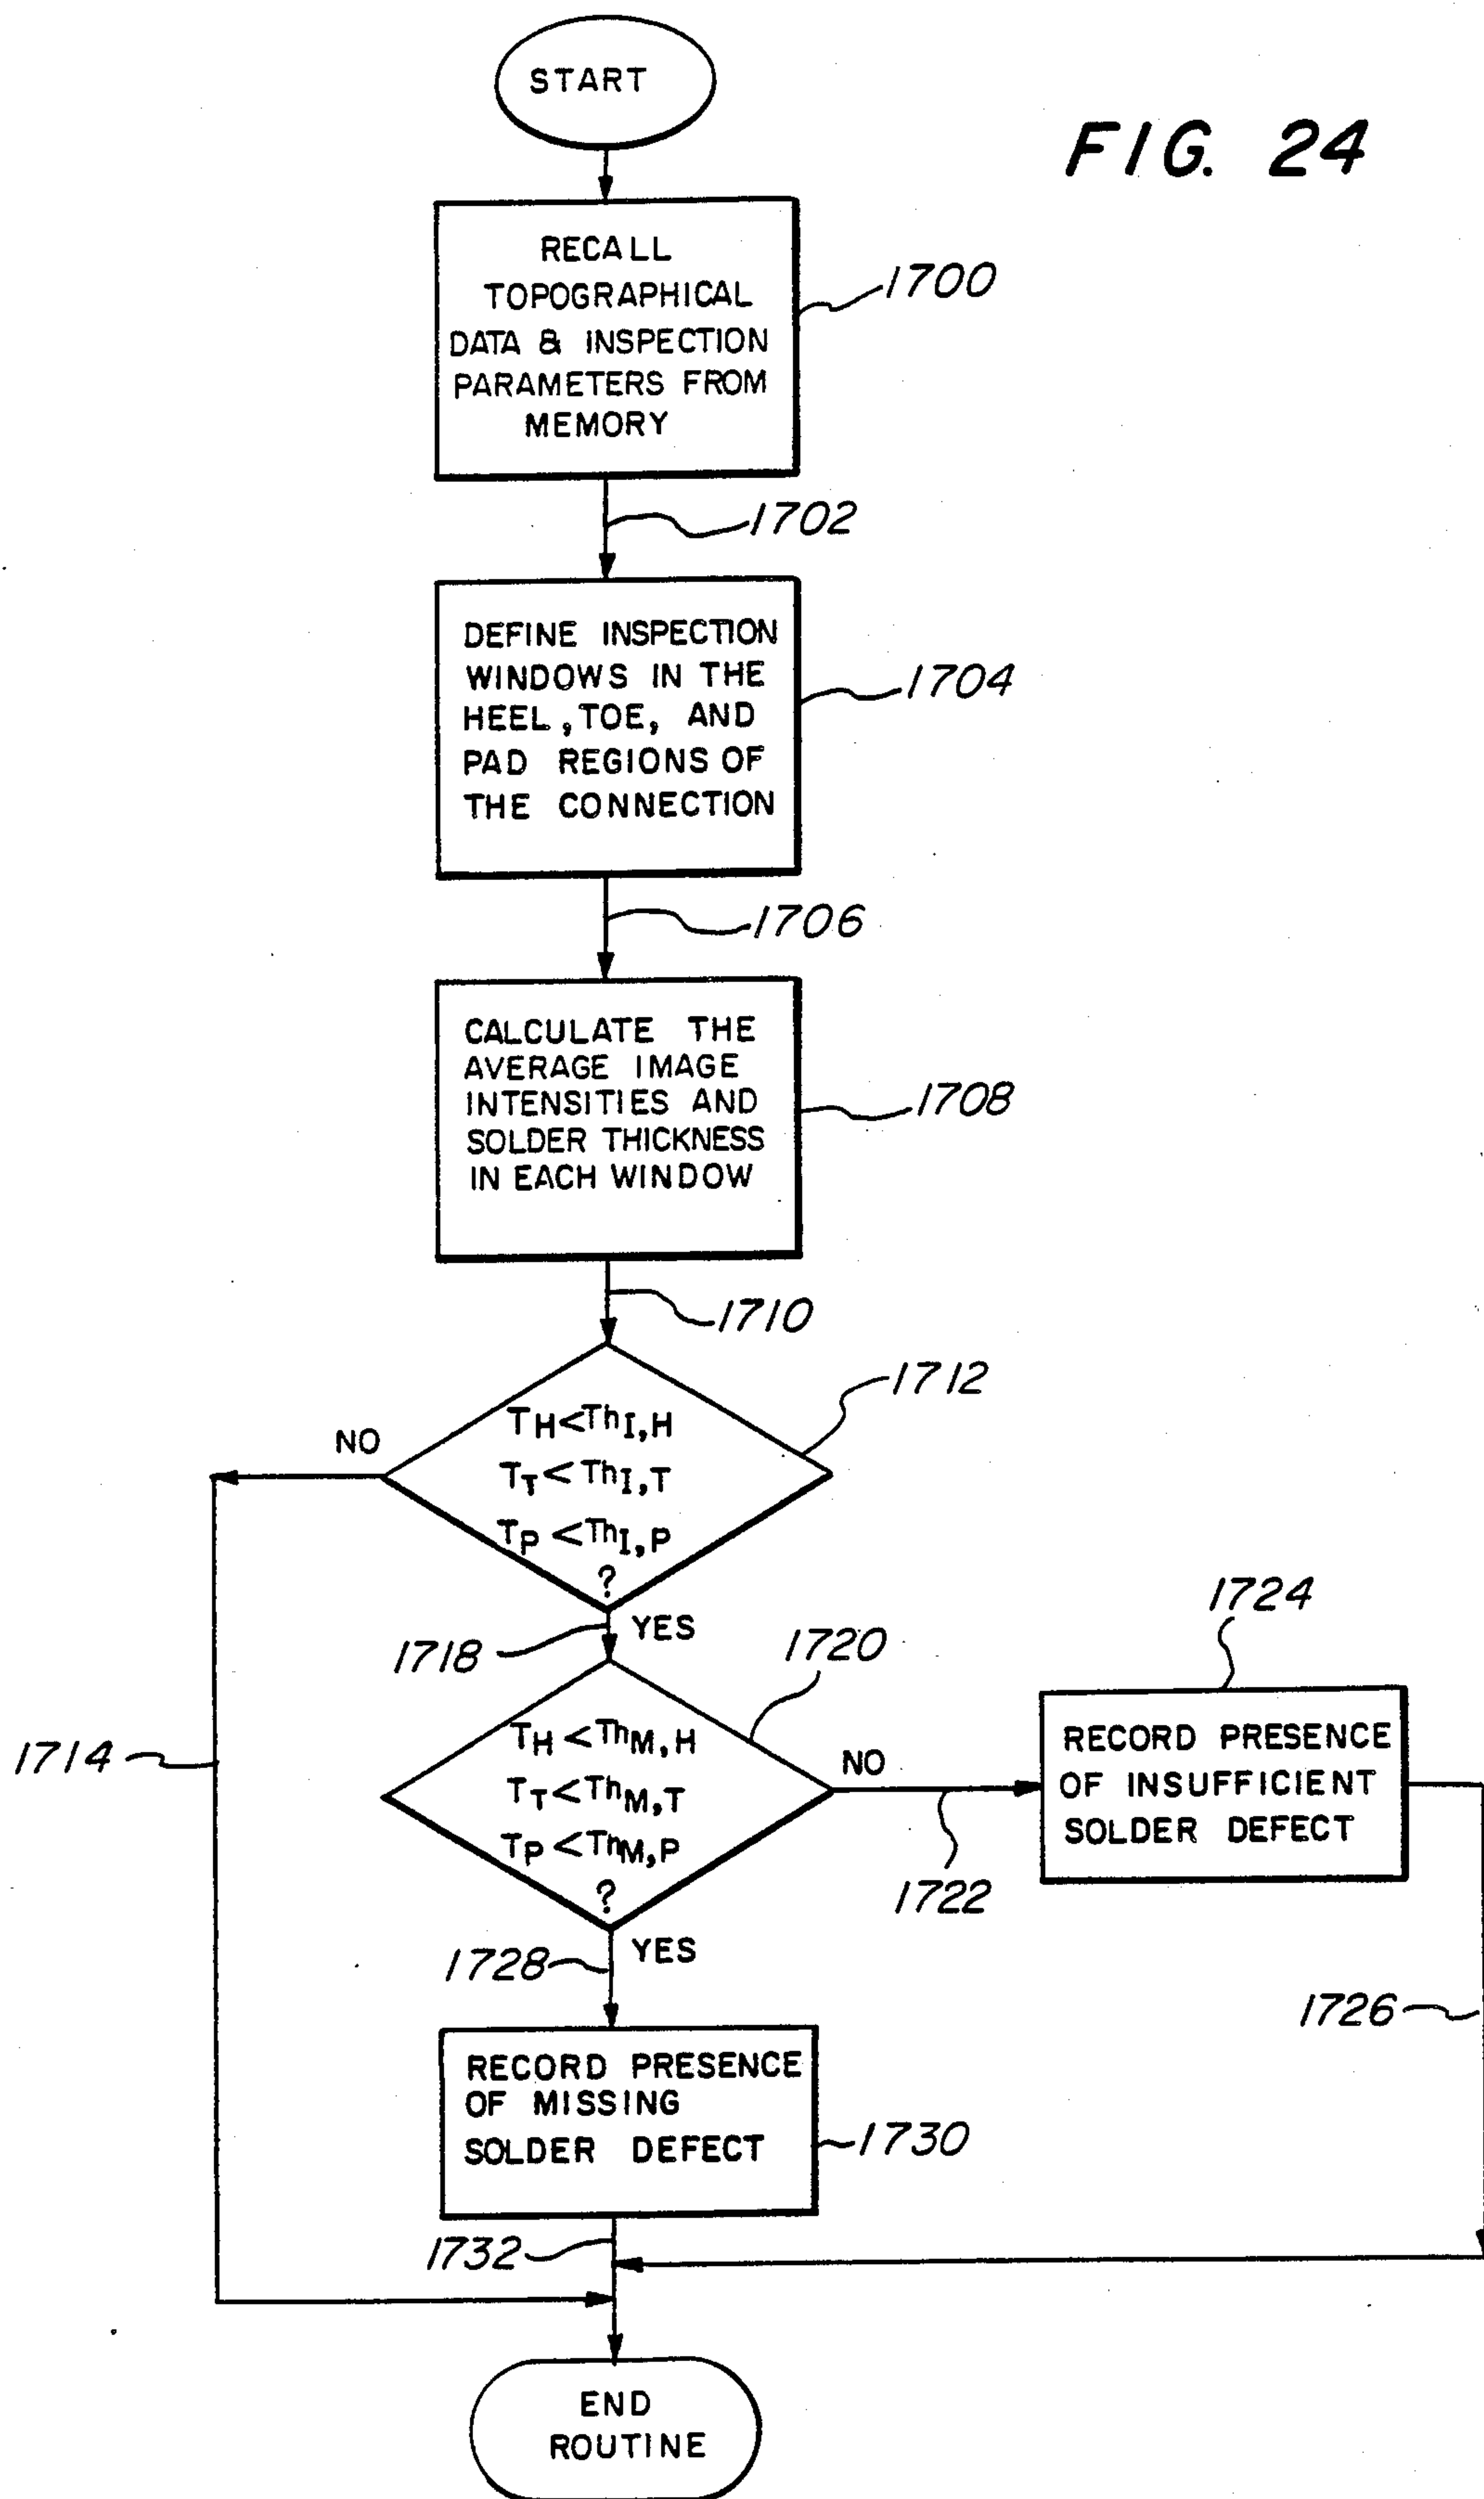 START
FIG. 24
RECALL
TOPOGRAPHICAL
DATA & INSPECTION
PARAMETERS FROM
MEMORY
1700
1702
DEFINE INSPECTION
WINDOWS IN THE
HEEL, TOE, AND
PAD REGIONS OF
THE CONNECTION
1704
1706
CALCULATE THE
AVERAGE IMAGE
INTENSITIES AND
SOLDER THICKNESS
IN EACH WINDOW
1708
1710
1712
NO
TH<ThI,H
TT<ThI,T
TP<ThI,P
?
YES
1718
1720
1724
TH<ThM,H
TT<ThM,T
TP<ThM,P
?
NO
1722
RECORD PRESENCE
OF INSUFFICIENT
SOLDER DEFECT
1714
YES
1728
1726
RECORD PRESENCE
OF MISSING
SOLDER DEFECT
1730
1732
END
ROUTINE